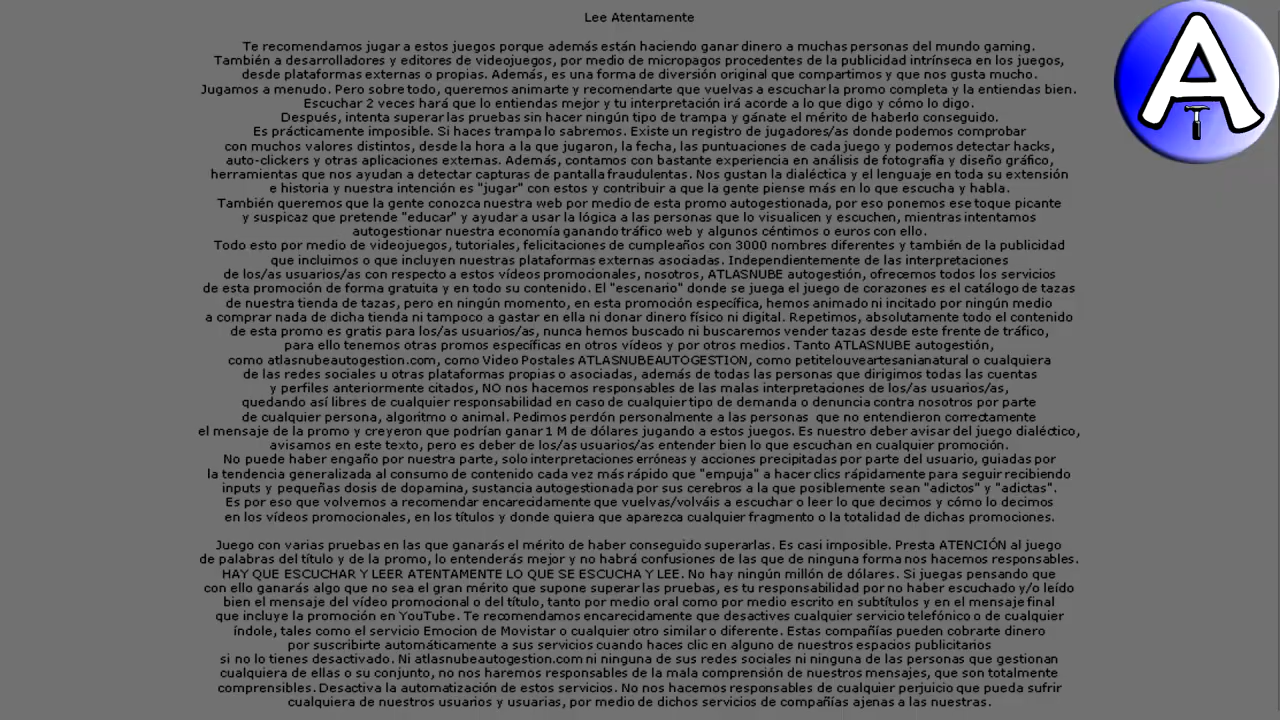 Lee Atentamente
Te recomendamos jugar a estos juegos porque además están haciendo ganar dinero a muchas personas del mundo gaming.
También a desarrolladores y editores de videojuegos, por medio de micropagos procedentes de la publicidad intrínseca en los juegos,
desde plataformas externas o propias. Además, es una forma de diversión original que compartimos y que nos gusta mucho.
Jugamos a menudo. Pero sobre todo, queremos animarte y recomendarte que vuelvas a escuchar la promo completa y la entiendas bien.
Escuchar 2 veces hará que lo entiendas mejor y tu interpretación irá acorde a lo que digo y cómo lo digo.
Después, intenta superar las pruebas sin hacer ningún tipo de trampa y gánate el mérito de haberlo conseguido.
Es prácticamente imposible. Si haces trampa lo sabremos. Existe un registro de jugadores/as donde podemos comprobar
con muchos valores distintos, desde la hora a la que jugaron, la fecha, las puntuaciones de cada juego y podemos detectar hacks,
auto-clickers y otras aplicaciones externas. Además, contamos con bastante experiencia en análisis de fotografía y diseño gráfico,
herramientas que nos ayudan a detectar capturas de pantalla fraudulentas. Nos gustan la dialéctica y el lenguaje en toda su extensión
e historia y nuestra intención es "jugar" con estos y contribuir a que la gente piense más en lo que escucha y habla.
También queremos que la gente conozca nuestra web por medio de esta promo autogestionada, por eso ponemos ese toque picante
y suspicaz que pretende "educar" y ayudar a usar la lógica a las personas que lo visualicen y escuchen, mientras intentamos
autogestionar nuestra economía ganando tráfico web y algunos céntimos o euros con ello.
Todo esto por medio de videojuegos, tutoriales, felicitaciones de cumpleaños con 3000 nombres diferentes y también de la publicidad
que incluimos o que incluyen nuestras plataformas externas asociadas. Independientemente de las interpretaciones
de los/as usuarios/as con respecto a estos vídeos promocionales, nosotros, ATLASNUBE autogestión, ofrecemos todos los servicios
de esta promoción de forma gratuita y en todo su contenido. El "escenario" donde se juega el juego de corazones es el catálogo de tazas
de nuestra tienda de tazas, pero en ningún momento, en esta promoción específica, hemos animado ni incitado por ningún medio
a comprar nada de dicha tienda ni tampoco a gastar en ella ni donar dinero físico ni digital. Repetimos, absolutamente todo el contenido
de esta promo es gratis para los/as usuarios/as, nunca hemos buscado ni buscaremos vender tazas desde este frente de tráfico,
para ello tenemos otras promos específicas en otros vídeos y por otros medios. Tanto ATLASNUBE autogestión,
como atlasnubeautogestion.com, como Video Postales ATLASNUBEAUTOGESTION, como petitelouveartesanianatural o cualquiera
de las redes sociales u otras plataformas propias o asociadas, además de todas las personas que dirigimos todas las cuentas
y perfiles anteriormente citados, NO nos hacemos responsables de las malas interpretaciones de los/as usuarios/as,
quedando así libres de cualquier responsabilidad en caso de cualquier tipo de demanda o denuncia contra nosotros por parte
de cualquier persona, algoritmo o animal. Pedimos perdón personalmente a las personas  que no entendieron correctamente
el mensaje de la promo y creyeron que podrían ganar 1 M de dólares jugando a estos juegos. Es nuestro deber avisar del juego dialéctico,
avisamos en este texto, pero es deber de los/as usuarios/as entender bien lo que escuchan en cualquier promoción.
No puede haber engaño por nuestra parte, solo interpretaciones erróneas y acciones precipitadas por parte del usuario, guiadas por
la tendencia generalizada al consumo de contenido cada vez más rápido que "empuja" a hacer clics rápidamente para seguir recibiendo
inputs y pequeñas dosis de dopamina, sustancia autogestionada por sus cerebros a la que posiblemente sean "adictos" y "adictas".
Es por eso que volvemos a recomendar encarecidamente que vuelvas/volváis a escuchar o leer lo que decimos y cómo lo decimos
en los vídeos promocionales, en los títulos y donde quiera que aparezca cualquier fragmento o la totalidad de dichas promociones.
Juego con varias pruebas en las que ganarás el mérito de haber conseguido superarlas. Es casi imposible. Presta ATENCIÓN al juego
de palabras del título y de la promo, lo entenderás mejor y no habrá confusiones de las que de ninguna forma nos hacemos responsables.
HAY QUE ESCUCHAR Y LEER ATENTAMENTE LO QUE SE ESCUCHA Y LEE. No hay ningún millón de dólares. Si juegas pensando que
con ello ganarás algo que no sea el gran mérito que supone superar las pruebas, es tu responsabilidad por no haber escuchado y/o leído
bien el mensaje del vídeo promocional o del título, tanto por medio oral como por medio escrito en subtítulos y en el mensaje final
que incluye la promoción en YouTube. Te recomendamos encarecidamente que desactives cualquier servicio telefónico o de cualquier
índole, tales como el servicio Emocion de Movistar o cualquier otro similar o diferente. Estas compañías pueden cobrarte dinero
por suscribirte automáticamente a sus servicios cuando haces clic en alguno de nuestros espacios publicitarios
si no lo tienes desactivado. Ni atlasnubeautogestion.com ni ninguna de sus redes sociales ni ninguna de las personas que gestionan
cualquiera de ellas o su conjunto, no nos haremos responsables de la mala comprensión de nuestros mensajes, que son totalmente
comprensibles. Desactiva la automatización de estos servicios. No nos hacemos responsables de cualquier perjuicio que pueda sufrir
cualquiera de nuestros usuarios y usuarias, por medio de dichos servicios de compañías ajenas a las nuestras.
A